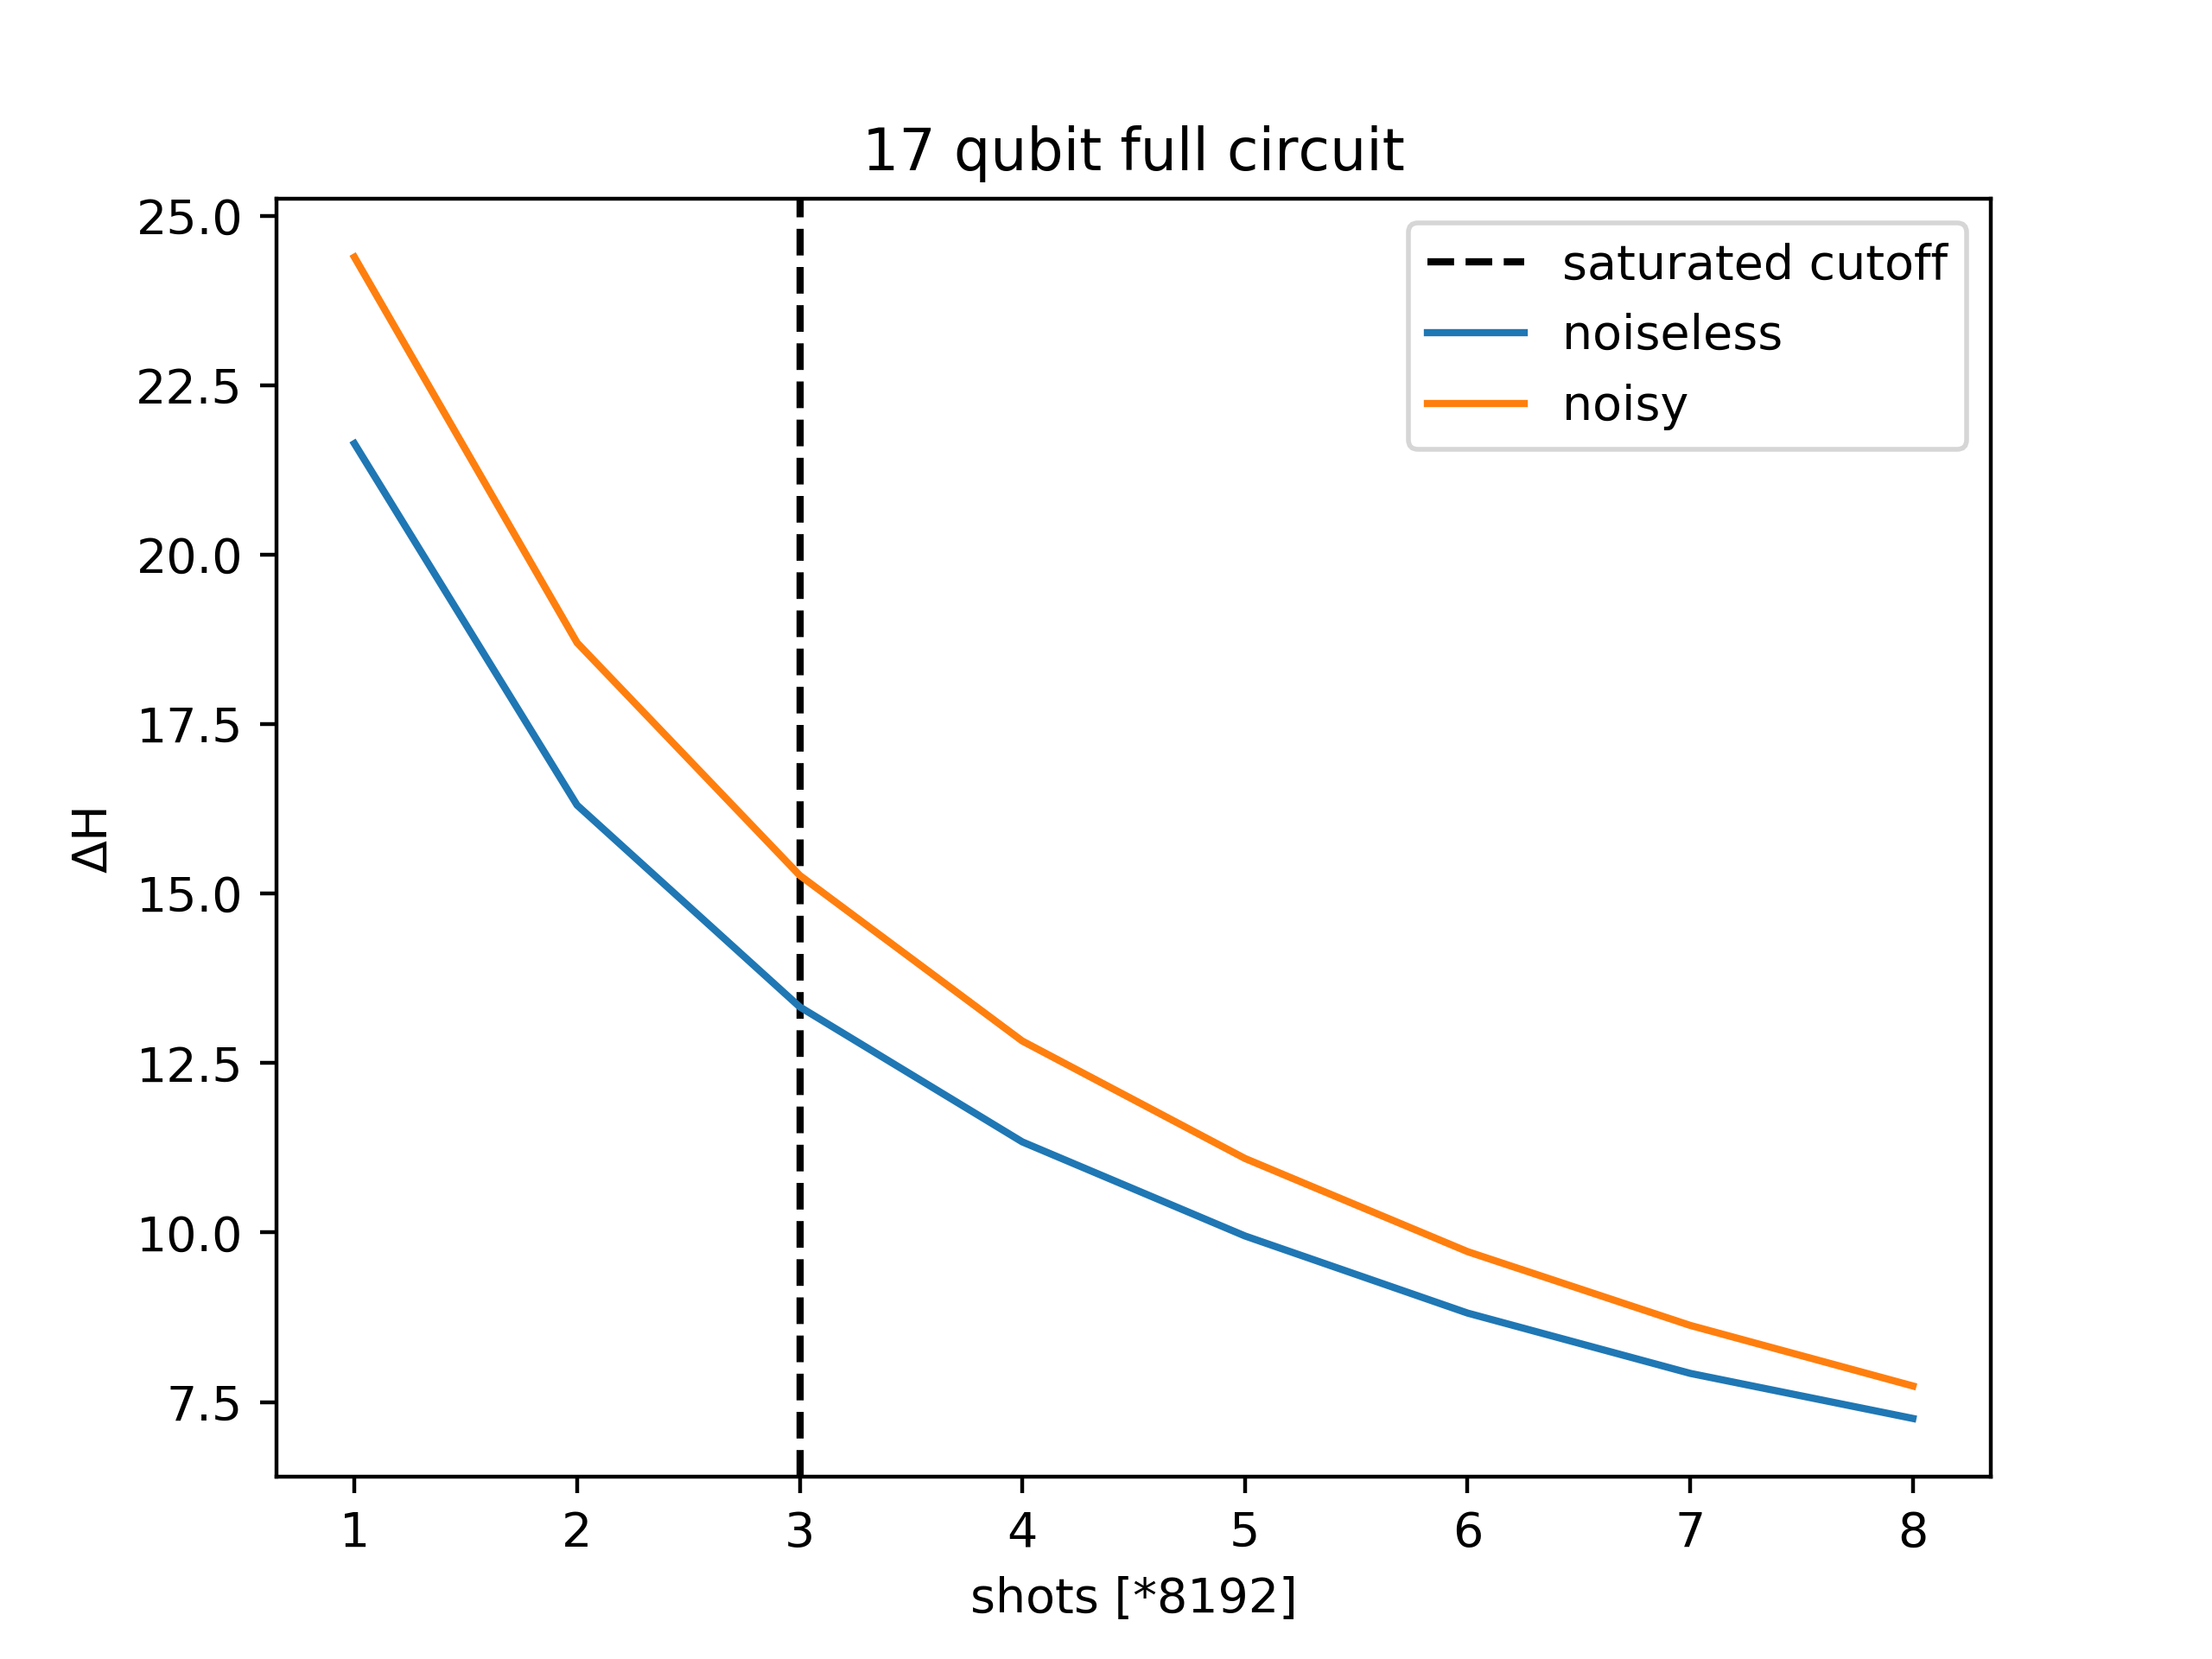 17 qubit full circuit
25.0
22.5
20.0
17.5
15.0
12.5
10.0
7.5
ΔH
saturated cutoff
noiseless
noisy
1 2 3 4 5 6 7 8
shots [*8192]